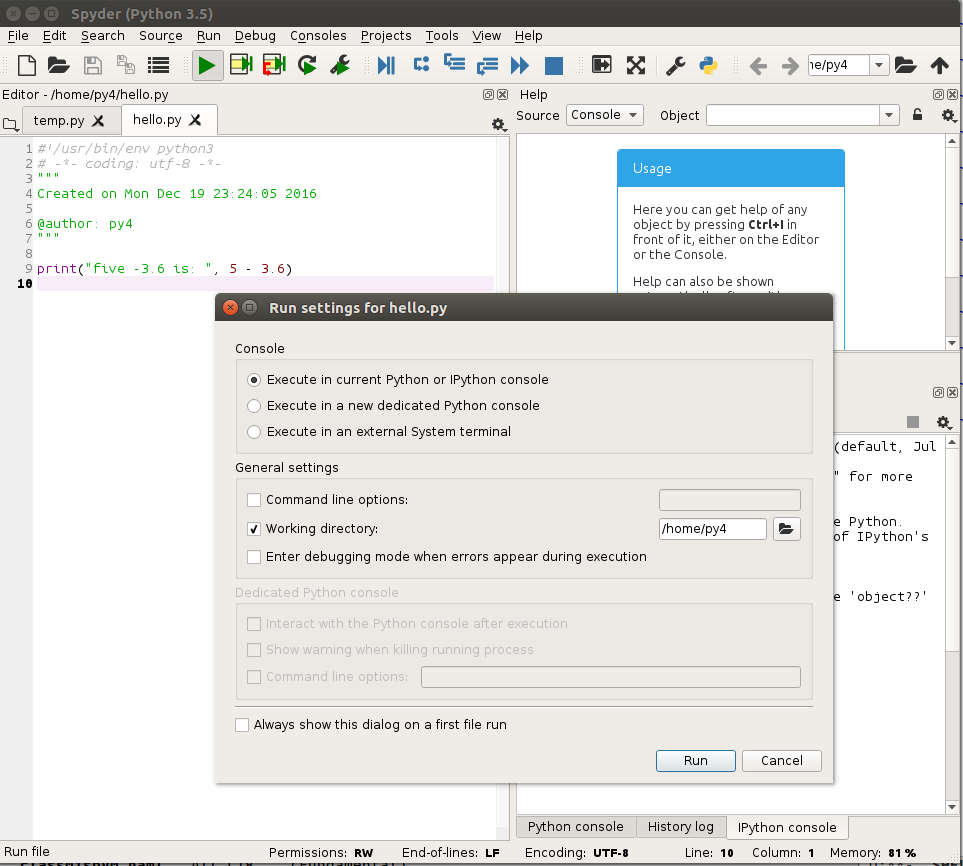 Spyder (Python 3.5)
File Edit Search Source Run Debug Consoles Projects Tools View Help
ne/py4
Editor - /home/py4/hello.py
temp.py hello.py
1 #!/usr/bin/env python3
2 # -*- coding: utf-8 -*-
3 """
4 Created on Mon Dec 19 23:24:05 2016
5
6 @author: py4
7 """
8
9 print("five -3.6 is: ", 5 - 3.6)
10
Help
Source Console Object
Usage
Here you can get help of any
object by pressing Ctrl+I in
front of it, either on the Editor
or the Console.
Help can also be shown
Run settings for hello.py
Console
Execute in current Python or IPython console
Execute in a new dedicated Python console
Execute in an external System terminal
General settings
Command line options:
Working directory: /home/py4
Enter debugging mode when errors appear during execution
Dedicated Python console
Interact with the Python console after execution
Show warning when killing running process
Command line options:
Always show this dialog on a first file run
Run Cancel
(default, Jul
" for more
e Python.
of IPython's
e 'object??'
Python console History log IPython console
Run file Permissions: RW End-of-lines: LF Encoding: UTF-8 Line: 10 Column: 1 Memory: 81 %